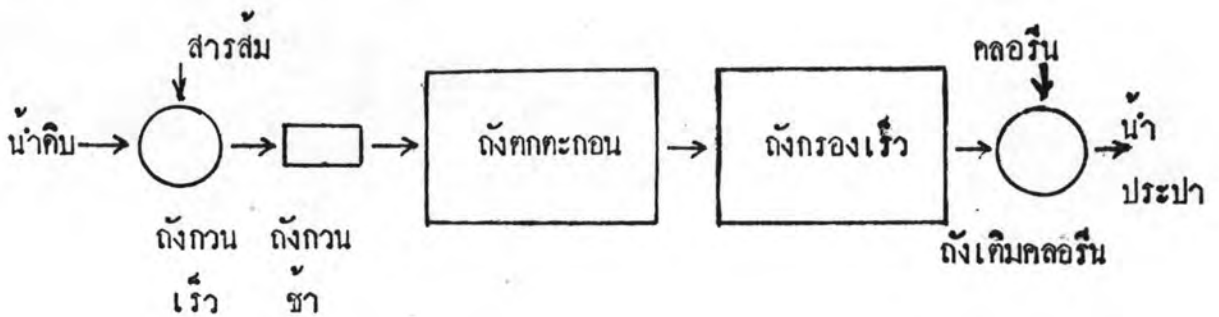 สารส้ม
คลอรีน
น้ำดิบ
ถังตกตะกอน
ถังกรองเร็ว
น้ำ
ประปา
ถังกวน
เร็ว
ถังกวน
ช้า
ถังเติมคลอรีน